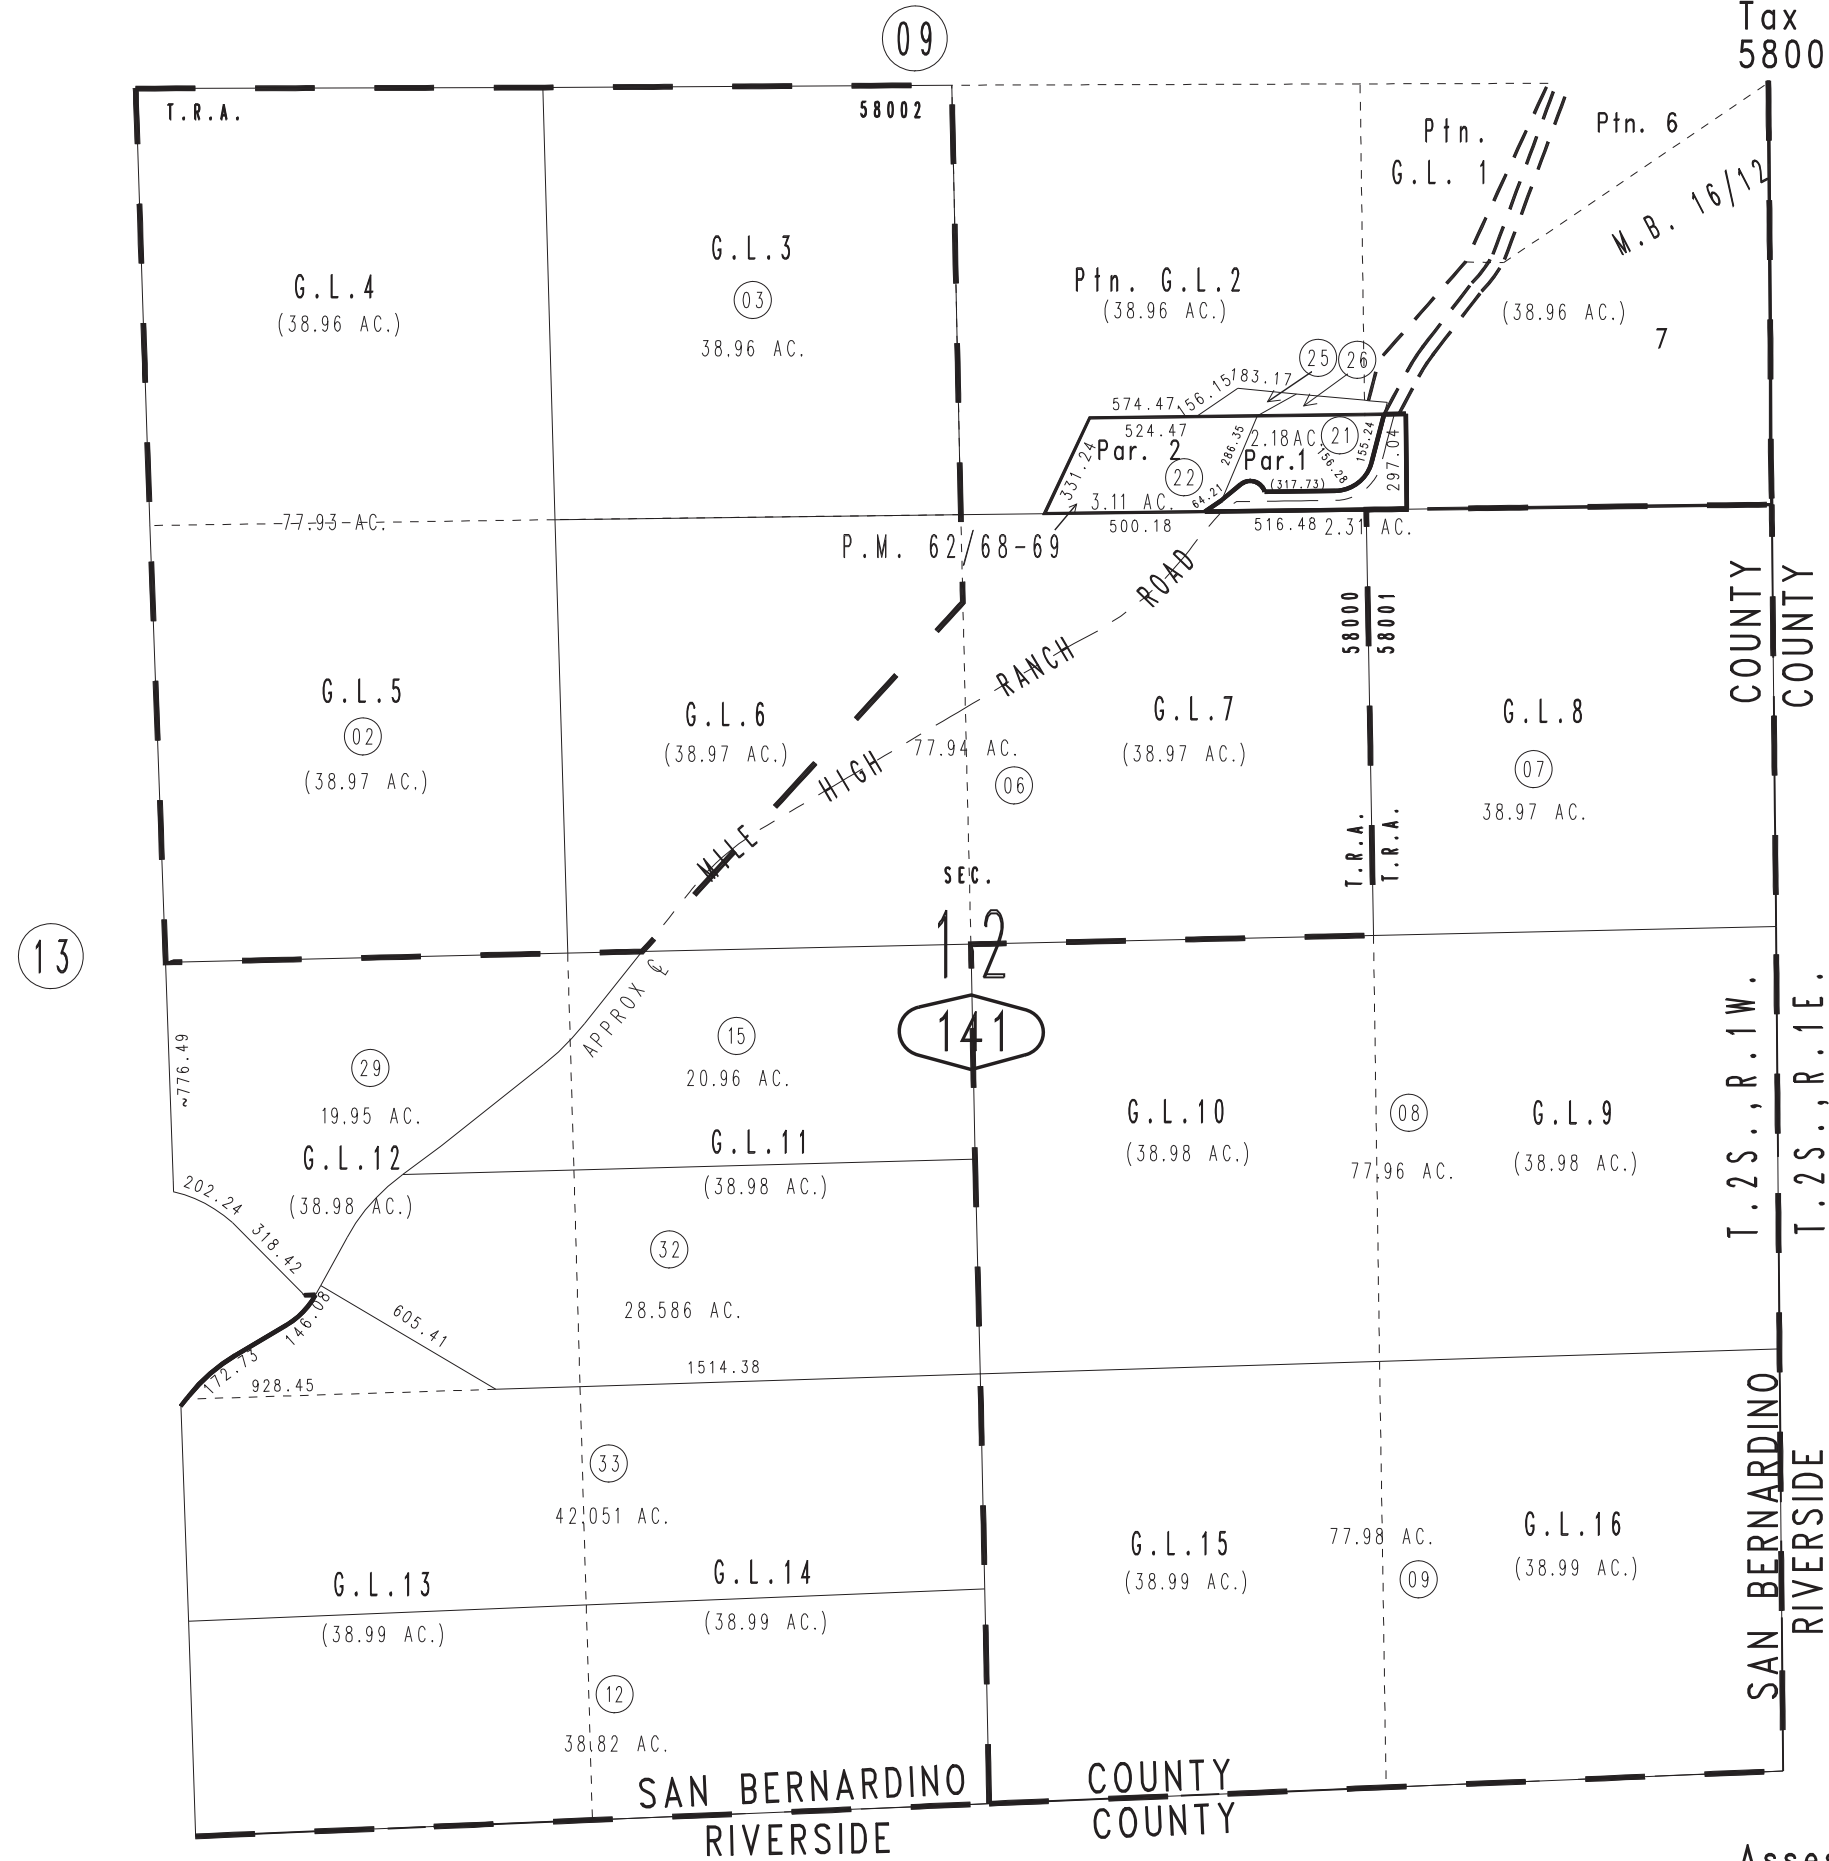 09
Tax
5800
T.R.A.
58002
Ptn.
G.L. 1
Ptn. 6
M.B. 16/12
G.L.4
(38.96 AC.)
G.L.3
03
38.96 AC.
Ptn. G.L.2
(38.96 AC.)
(38.96 AC.)
7
25
26
574.47
156.15
183.17
524.47
331.24
Par. 2
22
3.11 AC.
286.35
2.18AC.
21
Par.1
156.28
155.24
297.04
(317.73)
64.21
500.18
516.48
2.31 AC.
77.93 AC.
P.M. 62/68-69
MILE HIGH RANCH ROAD
58000
58001
COUNTY
COUNTY
G.L.5
02
(38.97 AC.)
G.L.6
(38.97 AC.)
77.94 AC.
06
G.L.7
(38.97 AC.)
G.L.8
07
38.97 AC.
T.R.A.
T.R.A.
SEC.
12
141
13
APPROX ℄
~776.49
29
19.95 AC.
G.L.12
(38.98 AC.)
15
20.96 AC.
G.L.11
(38.98 AC.)
G.L.10
(38.98 AC.)
08
77.96 AC.
G.L.9
(38.98 AC.)
T.2S.,R.1W.
T.2S.,R.1E.
202.24
318.42
146.08
172.73
928.45
605.41
32
28.586 AC.
1514.38
33
42.051 AC.
G.L.13
(38.99 AC.)
G.L.14
(38.99 AC.)
G.L.15
(38.99 AC.)
77.98 AC.
09
G.L.16
(38.99 AC.)
SAN BERNARDINO
RIVERSIDE
12
38.82 AC.
SAN BERNARDINO COUNTY
RIVERSIDE COUNTY